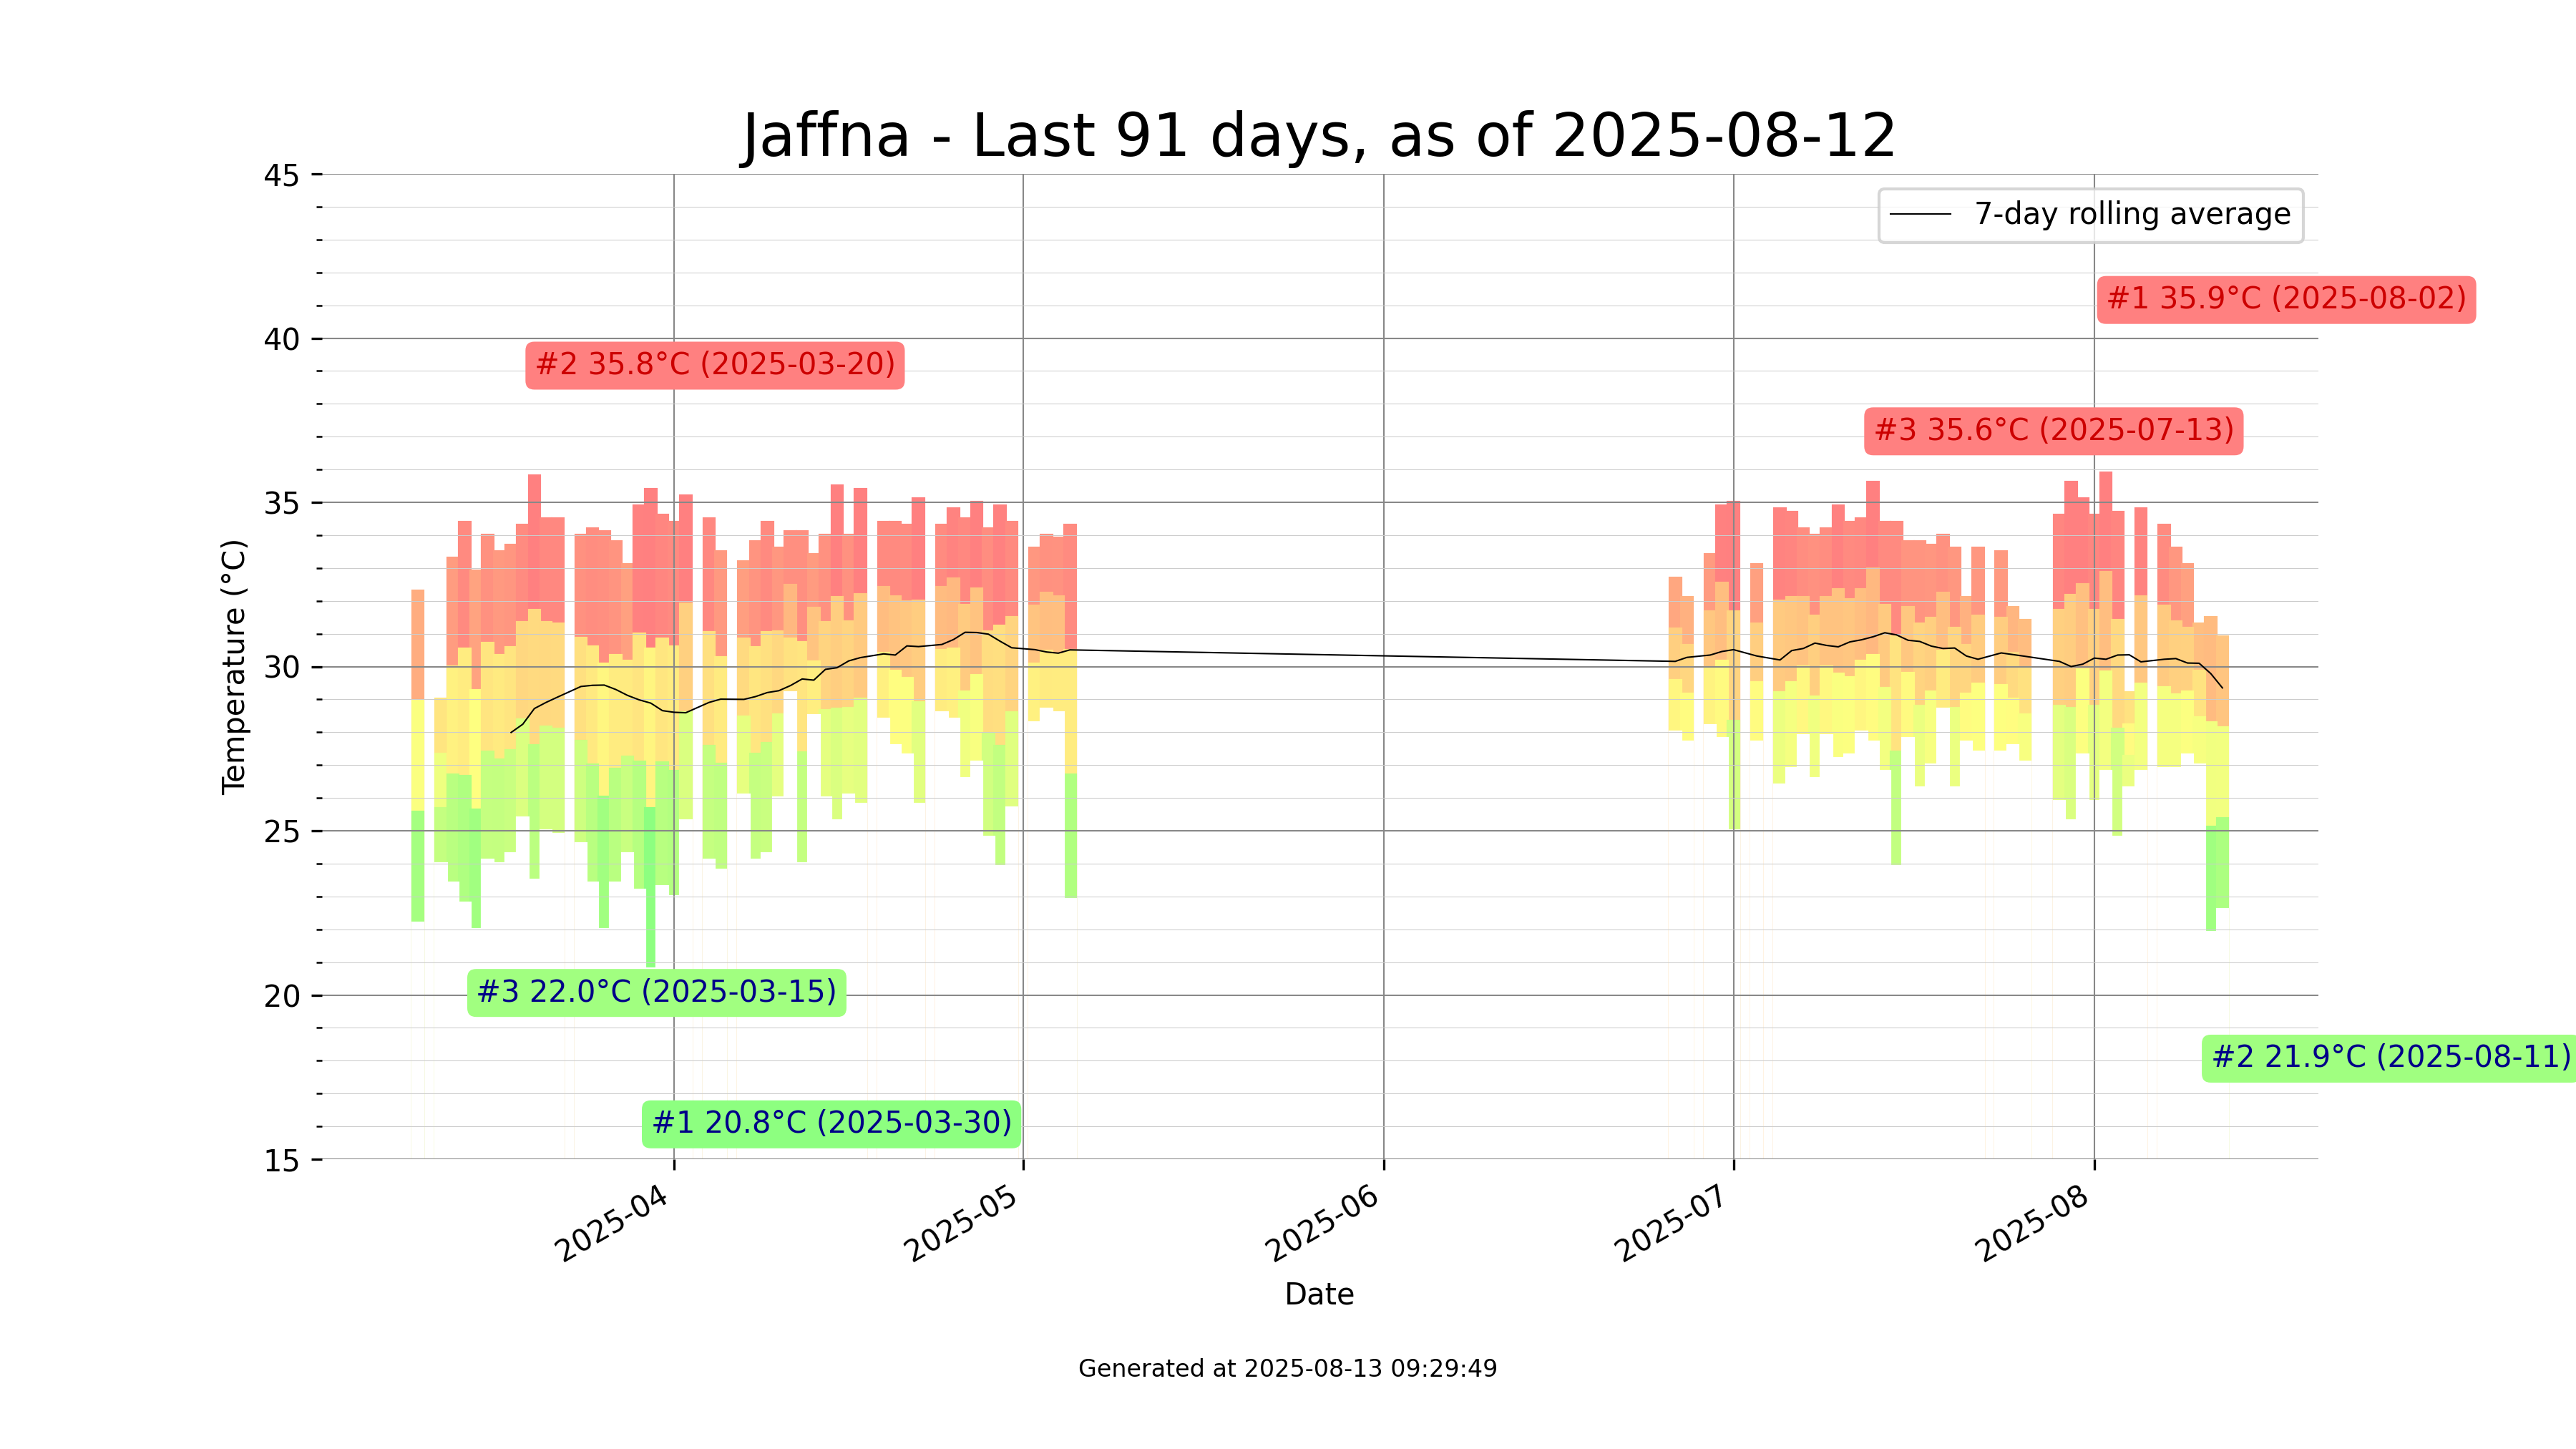 Jaffna - Last 91 days, as of 2025-08-12
45
40
35
30
25
20
15
Temperature (°C)
7-day rolling average
#1 35.9°C (2025-08-02)
#2 35.8°C (2025-03-20)
#3 35.6°C (2025-07-13)
#3 22.0°C (2025-03-15)
#2 21.9°C (2025-08-11)
#1 20.8°C (2025-03-30)
2025-04
2025-05
2025-06
2025-07
2025-08
Date
Generated at 2025-08-13 09:29:49